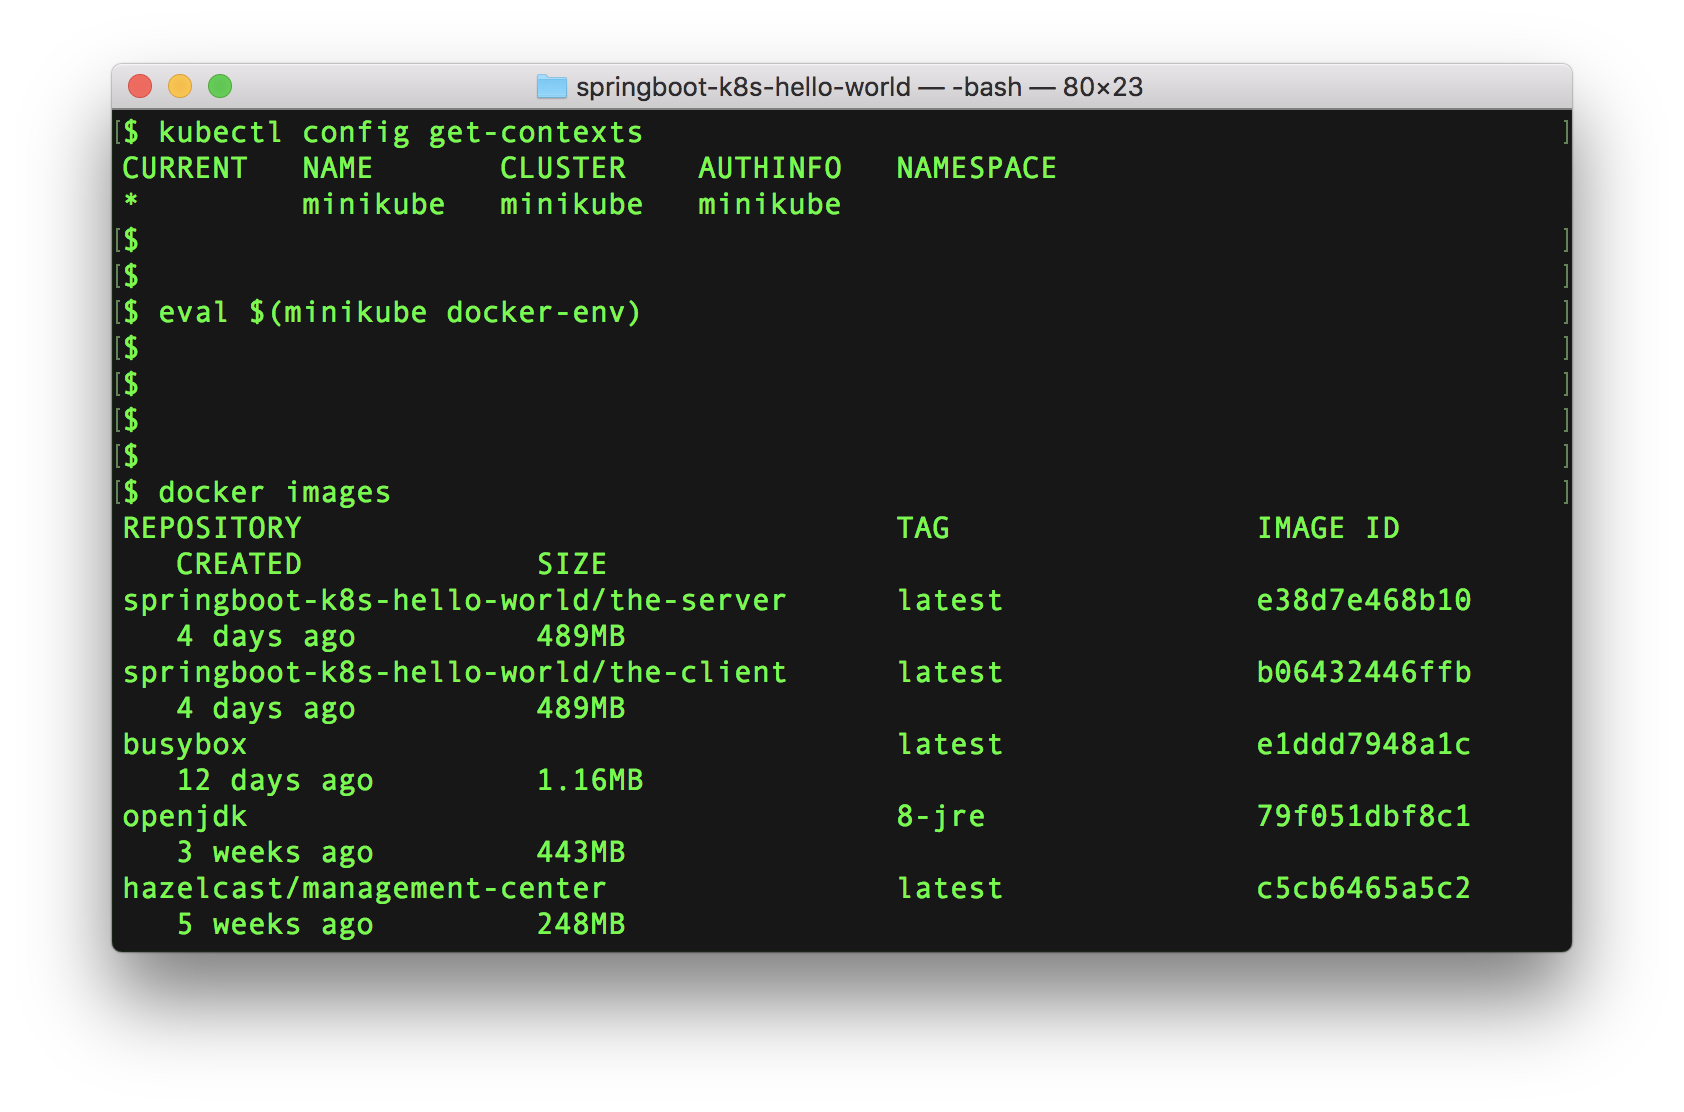 springboot-k8s-hello-world — -bash — 80×23
[$ kubectl config get-contexts ]
CURRENT   NAME       CLUSTER    AUTHINFO   NAMESPACE
*         minikube   minikube   minikube
[$ ]
[$ ]
[$ eval $(minikube docker-env) ]
[$ ]
[$ ]
[$ ]
[$ ]
[$ docker images ]
REPOSITORY                                 TAG                 IMAGE ID
   CREATED             SIZE
springboot-k8s-hello-world/the-server      latest              e38d7e468b10
   4 days ago          489MB
springboot-k8s-hello-world/the-client      latest              b06432446ffb
   4 days ago          489MB
busybox                                    latest              e1ddd7948a1c
   12 days ago         1.16MB
openjdk                                    8-jre               79f051dbf8c1
   3 weeks ago         443MB
hazelcast/management-center                latest              c5cb6465a5c2
   5 weeks ago         248MB